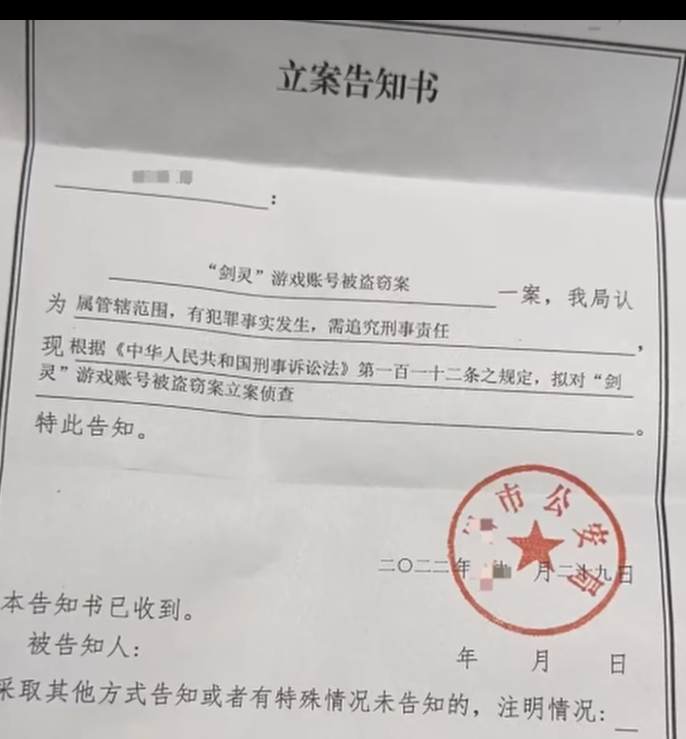 立案告知书
:
“剑灵”游戏账号被盗窃案 一案，我局认
为 属管辖范围，有犯罪事实发生，需追究刑事责任 ，
现 根据《中华人民共和国刑事诉讼法》第一百一十二条之规定，拟对“剑
灵”游戏账号被盗窃案立案侦查 。
特此告知。
市公安局
二〇二二年 月二十九日
本告知书已收到。
被告知人：
年 月 日
采取其他方式告知或者有特殊情况未告知的，注明情况：